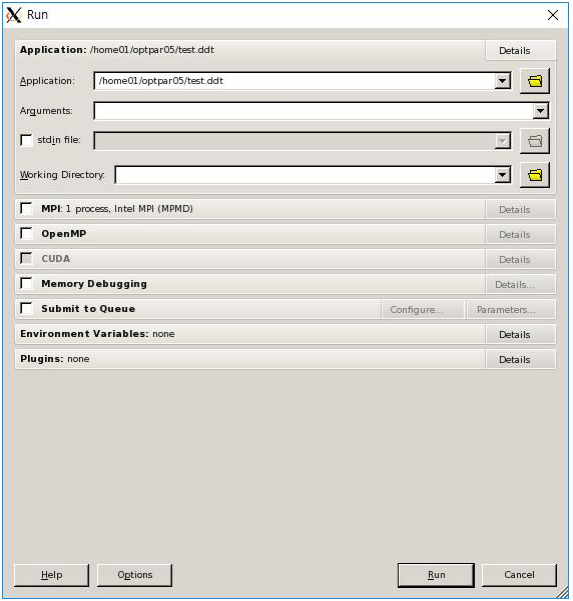 Run
Application: /home01/optpar05/test.ddt Details
Application: /home01/optpar05/test.ddt
Arguments:
stdin file:
Working Directory:
MPI: 1 process, Intel MPI (MPMD) Details
OpenMP Details
CUDA Details
Memory Debugging Details...
Submit to Queue Configure... Parameters...
Environment Variables: none Details
Plugins: none Details
Help Options Run Cancel